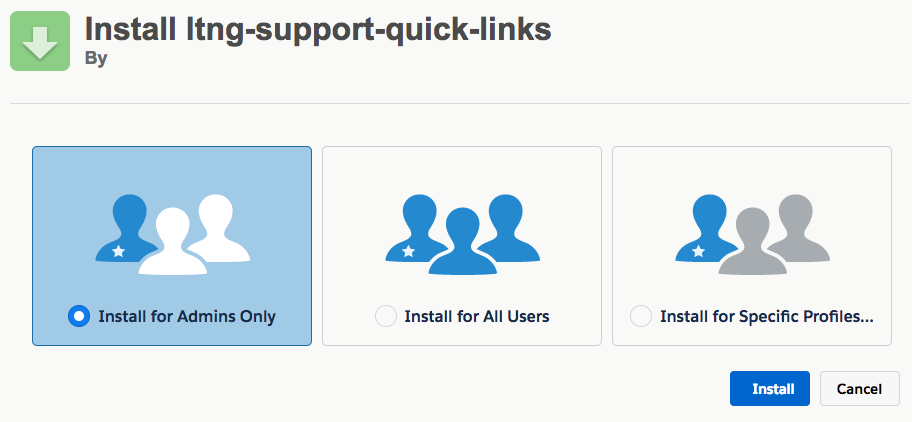 Install ltng-support-quick-links
By
Install for Admins Only
Install for All Users
Install for Specific Profiles...
Install
Cancel